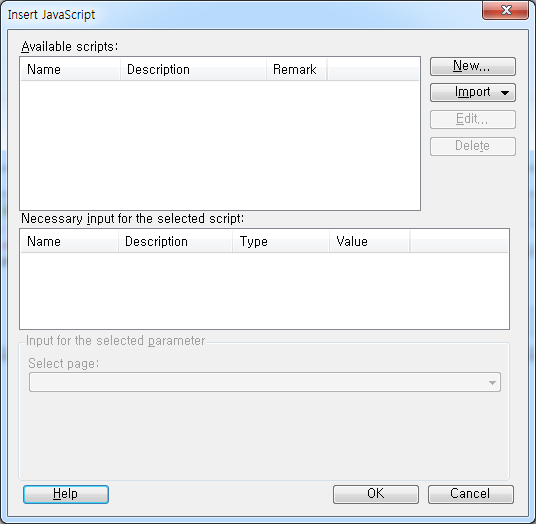 Insert JavaScript
Available scripts:
Name Description Remark
New...
Import
Edit...
Delete
Necessary input for the selected script:
Name Description Type Value
Input for the selected parameter
Select page:
Help OK Cancel